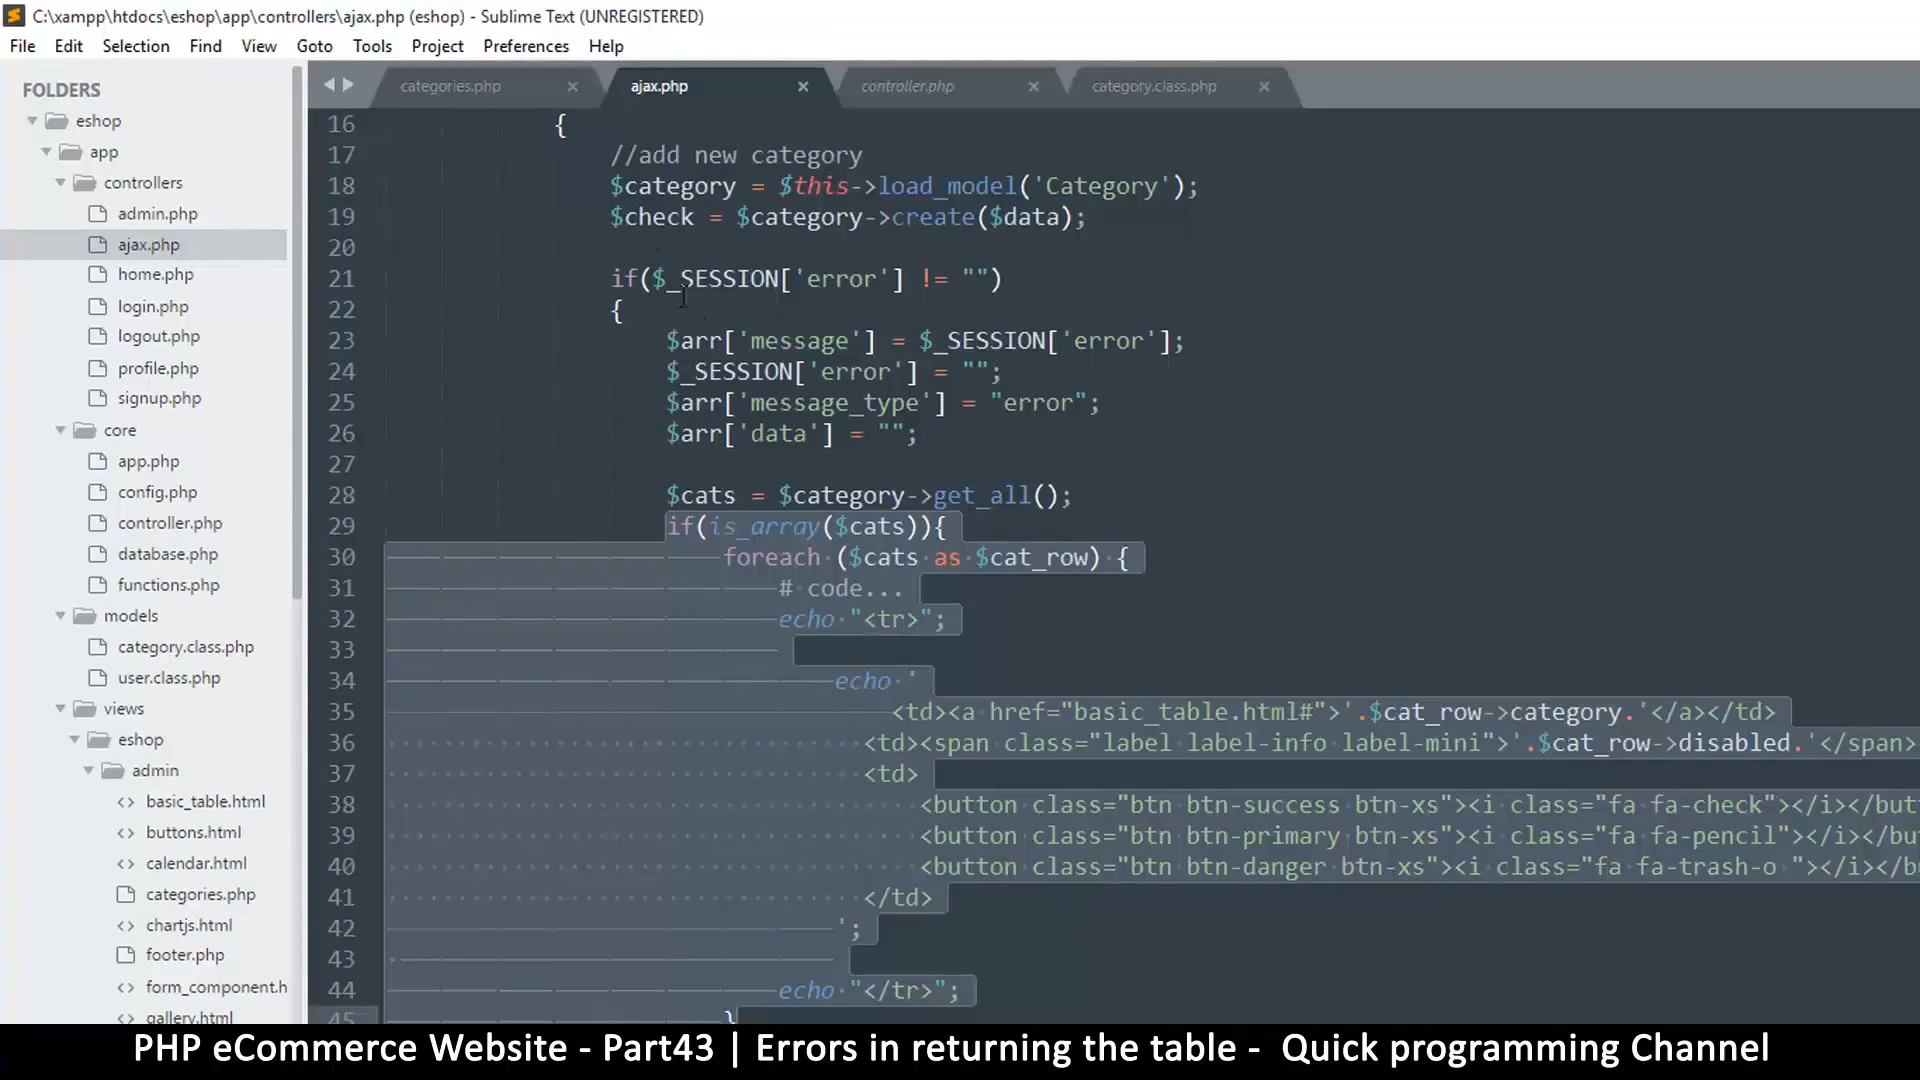 C:\xampp\htdocs\eshop\app\controllers\ajax.php (eshop) - Sublime Text (UNREGISTERED)
File Edit Selection Find View Goto Tools Project Preferences Help
FOLDERS
eshop
app
controllers
admin.php
ajax.php
home.php
login.php
logout.php
profile.php
signup.php
core
app.php
config.php
controller.php
database.php
functions.php
models
category.class.php
user.class.php
views
eshop
admin
basic_table.html
buttons.html
calendar.html
categories.php
chartjs.html
footer.php
form_component.h
gallery.html
categories.php ajax.php controller.php category.class.php
16 {
17 //add new category
18 $category = $this->load_model('Category');
19 $check = $category->create($data);
20
21 if($_SESSION['error'] != "")
22 {
23 $arr['message'] = $_SESSION['error'];
24 $_SESSION['error'] = "";
25 $arr['message_type'] = "error";
26 $arr['data'] = "";
27
28 $cats = $category->get_all();
29 if(is_array($cats)){
30 foreach ($cats as $cat_row) {
31 # code...
32 echo "<tr>";
33
34 echo '
35 <td><a href="basic_table.html#">'.$cat_row->category.'</a></td>
36 <td><span class="label label-info label-mini">'.$cat_row->disabled.'</span>
37 <td>
38 <button class="btn btn-success btn-xs"><i class="fa fa-check"></i></butt
39 <button class="btn btn-primary btn-xs"><i class="fa fa-pencil"></i></bu
40 <button class="btn btn-danger btn-xs"><i class="fa fa-trash-o "></i></b
41 </td>
42 ';
43
44 echo "</tr>";
45 }
PHP eCommerce Website - Part43 | Errors in returning the table - Quick programming Channel